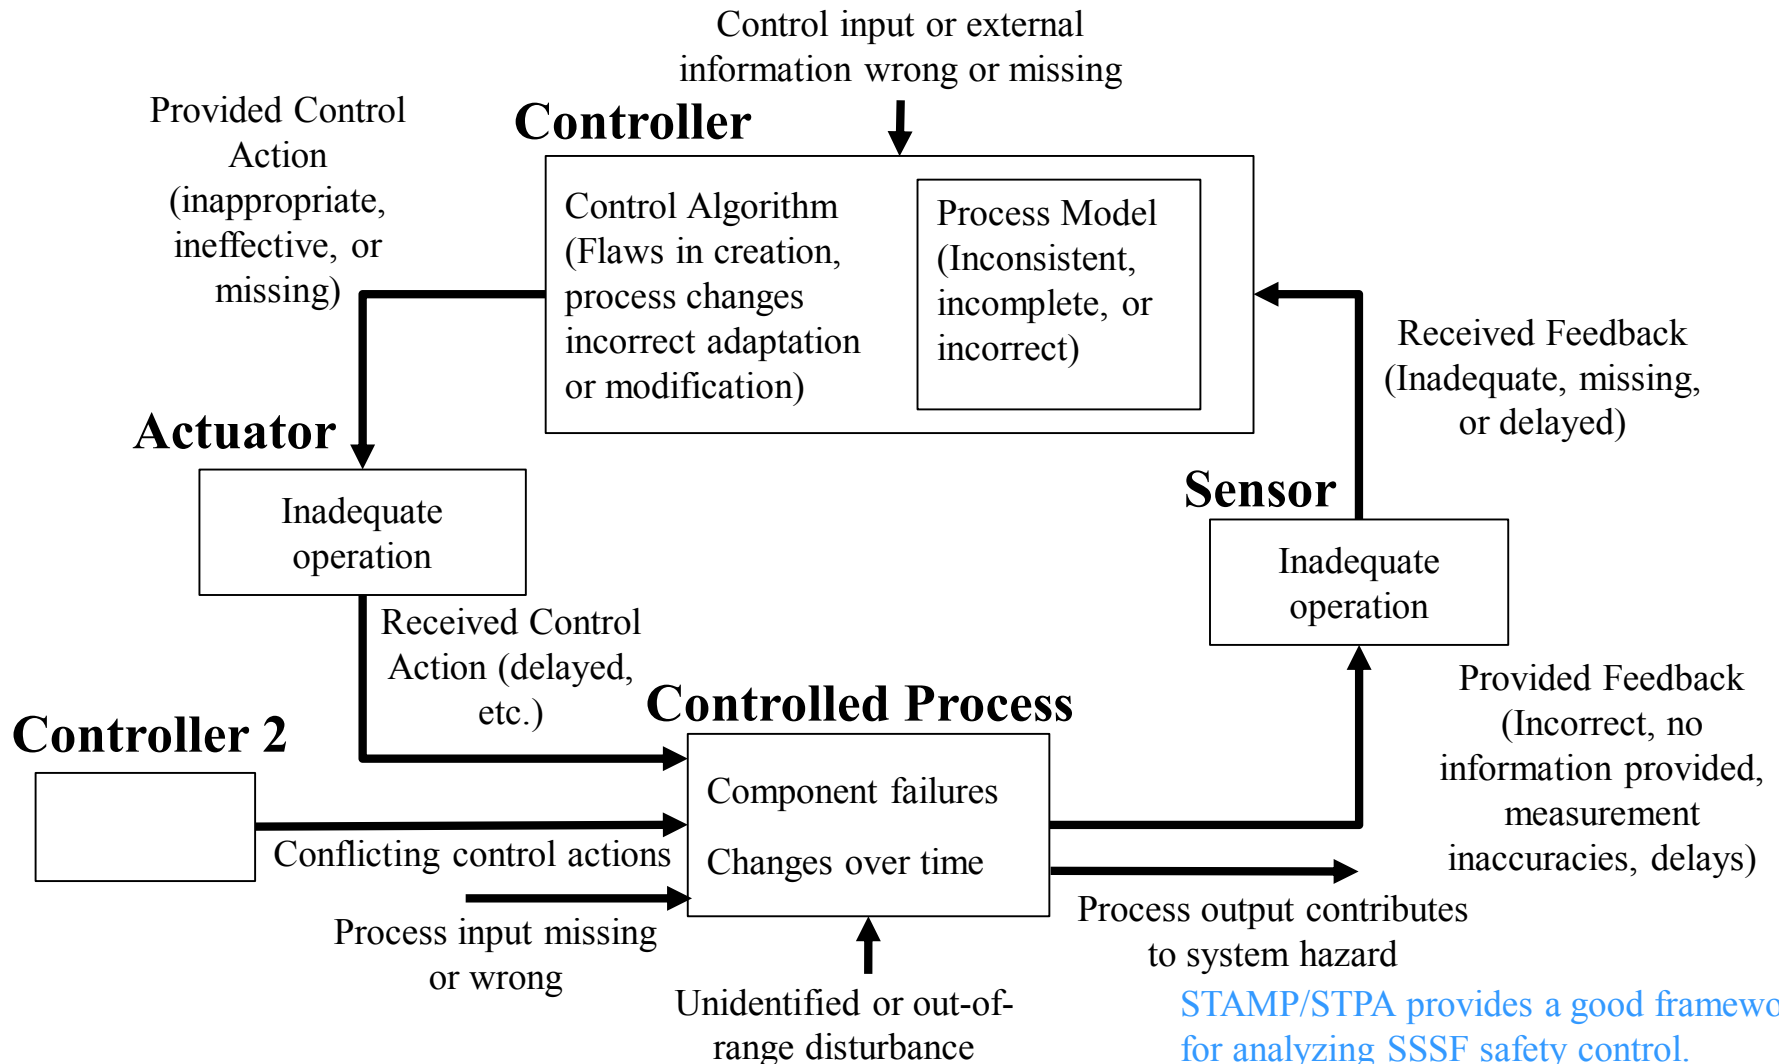 Control input or external
information wrong or missing
Provided Control
Action
(inappropriate,
ineffective, or
missing)
Controller
Control Algorithm
(Flaws in creation,
process changes
incorrect adaptation
or modification)
Process Model
(Inconsistent,
incomplete, or
incorrect)
Received Feedback
(Inadequate, missing,
or delayed)
Actuator
Inadequate
operation
Sensor
Inadequate
operation
Received Control
Action (delayed,
etc.)
Provided Feedback
(Incorrect, no
information provided,
measurement
inaccuracies, delays)
Controller 2
Controlled Process
Component failures
Changes over time
Conflicting control actions
Process input missing
or wrong
Process output contributes
to system hazard
Unidentified or out-of-
range disturbance
STAMP/STPA provides a good
for analyzing SSSF safety control.